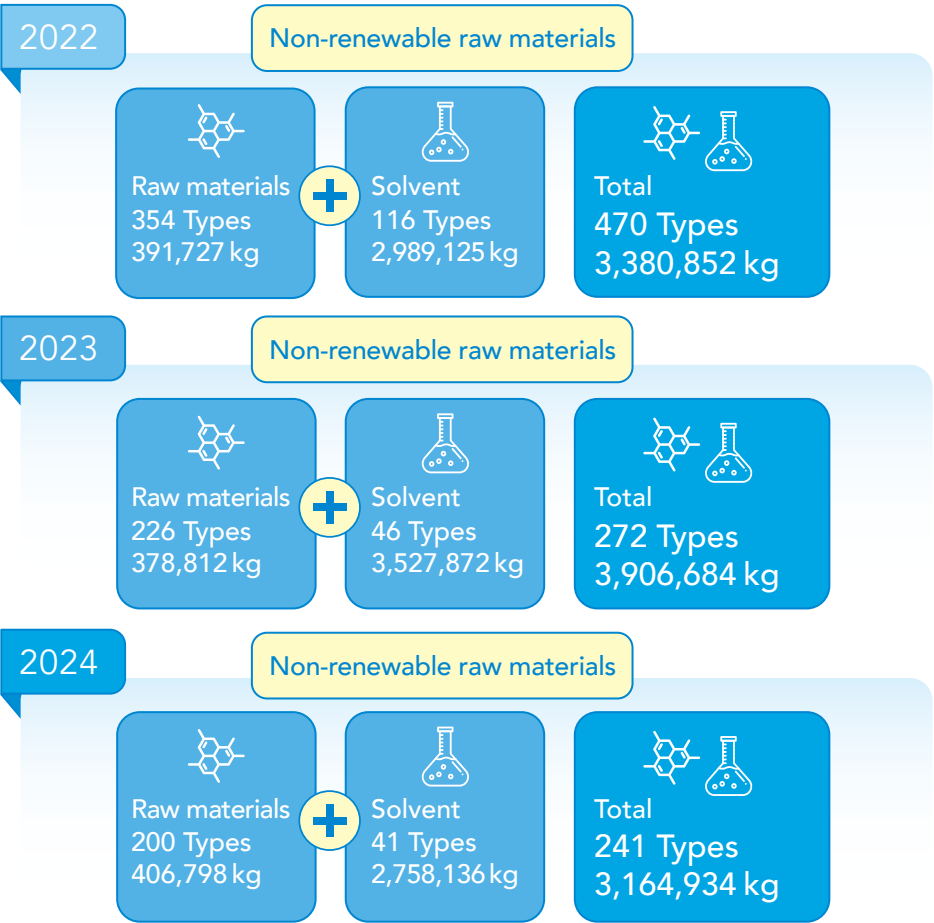 2022
Non-renewable raw materials
Raw materials
354 Types
391,727 kg
Solvent
116 Types
2,989,125 kg
Total
470 Types
3,380,852 kg
2023
Non-renewable raw materials
Raw materials
226 Types
378,812 kg
Solvent
46 Types
3,527,872 kg
Total
272 Types
3,906,684 kg
2024
Non-renewable raw materials
Raw materials
200 Types
406,798 kg
Solvent
41 Types
2,758,136 kg
Total
241 Types
3,164,934 kg